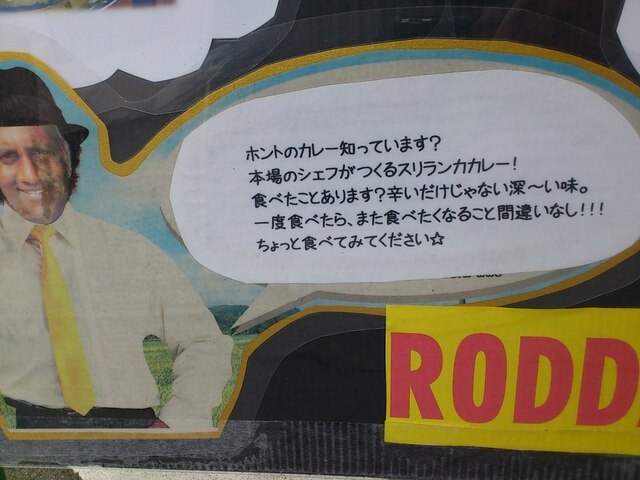 ホントのカレー知っています?
本場のシェフがつくるスリランカカレー!
食べたことあります?辛いだけじゃない深〜い味。
一度食べたら、また食べたくなること間違いなし!!!
ちょっと食べてみてください☆
RODD